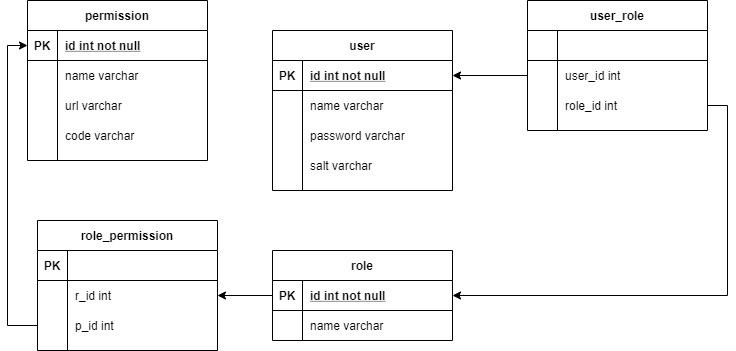 permission
PK id int not null
name varchar
url varchar
code varchar
user
PK id int not null
name varchar
password varchar
salt varchar
user_role
user_id int
role_id int
role_permission
PK
r_id int
p_id int
role
PK id int not null
name varchar